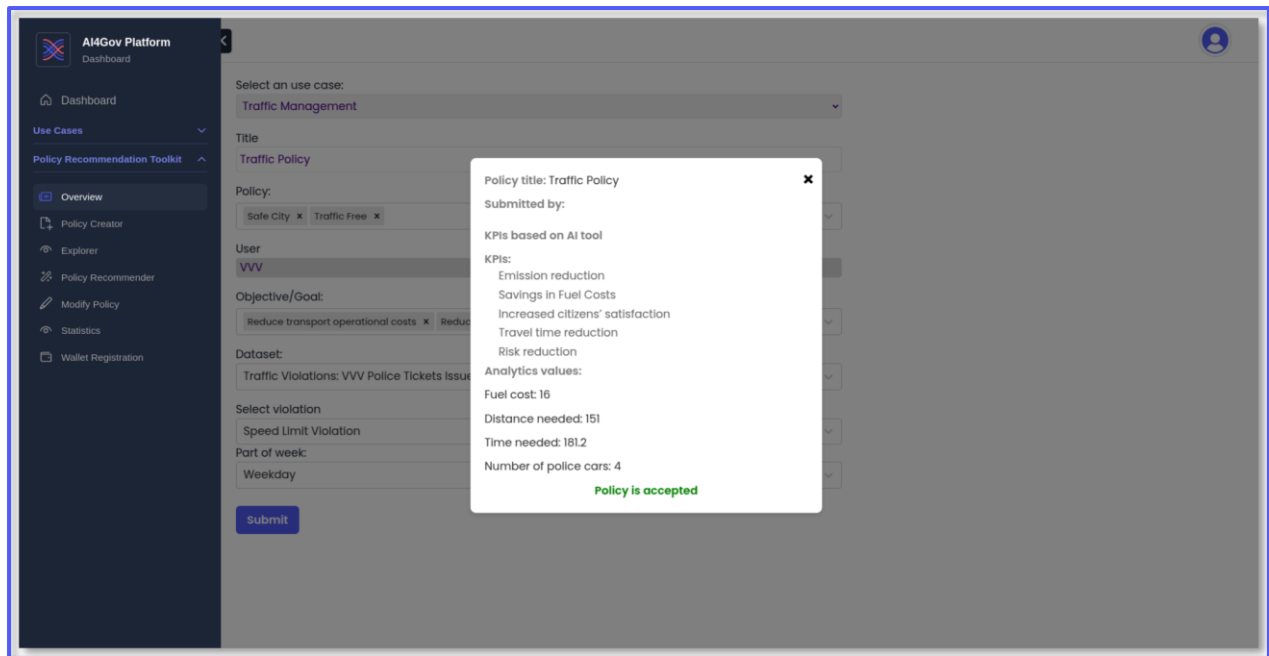 AI4Gov Platform
Dashboard
Dashboard
Use Cases
Policy Recommendation Toolkit
Overview
Policy Creator
Explorer
Policy Recommender
Modify Policy
Statistics
Wallet Registration
Select an use case:
Traffic Management
Title
Traffic Policy
Policy:
Safe City × Traffic Free ×
User
VVV
Objective/Goal:
Reduce transport operational costs ×
Dataset:
Traffic Violations: VVV Police Tickets
Select violation
Speed Limit Violation
Part of week:
Weekday
Submit
Policy title: Traffic Policy
Submitted by:
KPIs based on AI tool
KPIs:
Emission reduction
Savings in Fuel Costs
Increased citizens' satisfaction
Travel time reduction
Risk reduction
Analytics values:
Fuel cost: 16
Distance needed: 151
Time needed: 181.2
Number of police cars: 4
Policy is accepted